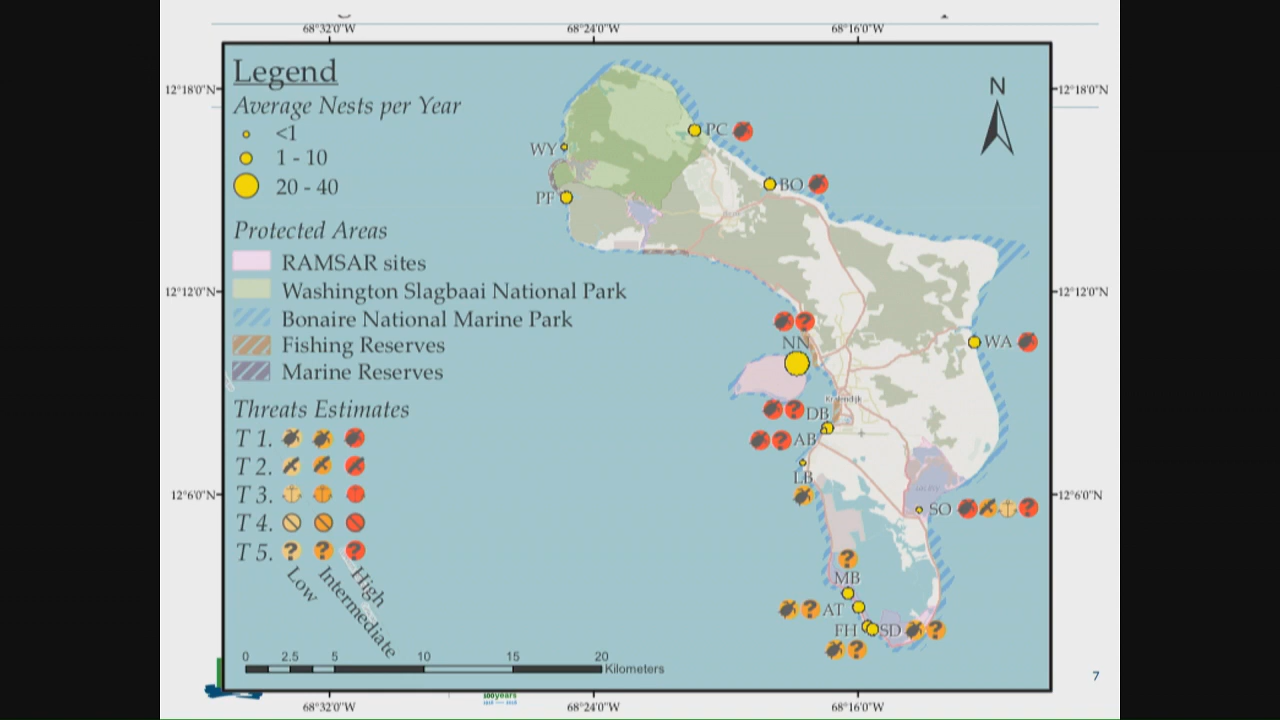 68°32'0"W 68°24'0"W 68°16'0"W
12°18'0"N 12°18'0"N
12°12'0"N 12°12'0"N
12°6'0"N 12°6'0"N
Legend
Average Nests per Year
<1
1 - 10
20 - 40
Protected Areas
RAMSAR sites
Washington Slagbaai National Park
Bonaire National Marine Park
Fishing Reserves
Marine Reserves
Threats Estimates
T 1.
T 2.
T 3.
T 4.
T 5.
Low
Intermediate
High
0 2.5 5 10 15 20
Kilometers
N
WY
PF
PC
BO
WA
NN
Kralendijk
DB
AB
LB
SO
MB
AT
FH
SD
7
100years
68°32'0"W 68°24'0"W 68°16'0"W